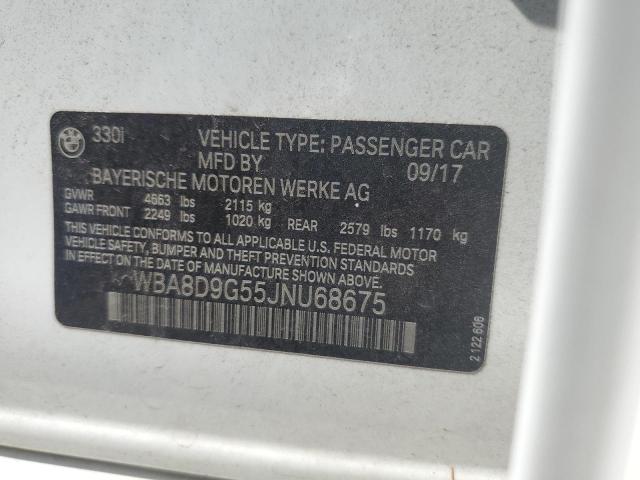 330i VEHICLE TYPE: PASSENGER CAR
MFD BY 09/17
BAYERISCHE MOTOREN WERKE AG
GVWR 4663 lbs 2115 kg
GAWR FRONT 2249 lbs 1020 kg REAR 2579 lbs 1170 kg
THIS VEHICLE CONFORMS TO ALL APPLICABLE U.S. FEDERAL MOTOR
VEHICLE SAFETY, BUMPER AND THEFT PREVENTION STANDARDS
IN EFFECT ON THE DATE OF MANUFACTURE SHOWN ABOVE.
WBA8D9G55JNU68675
2 122 606